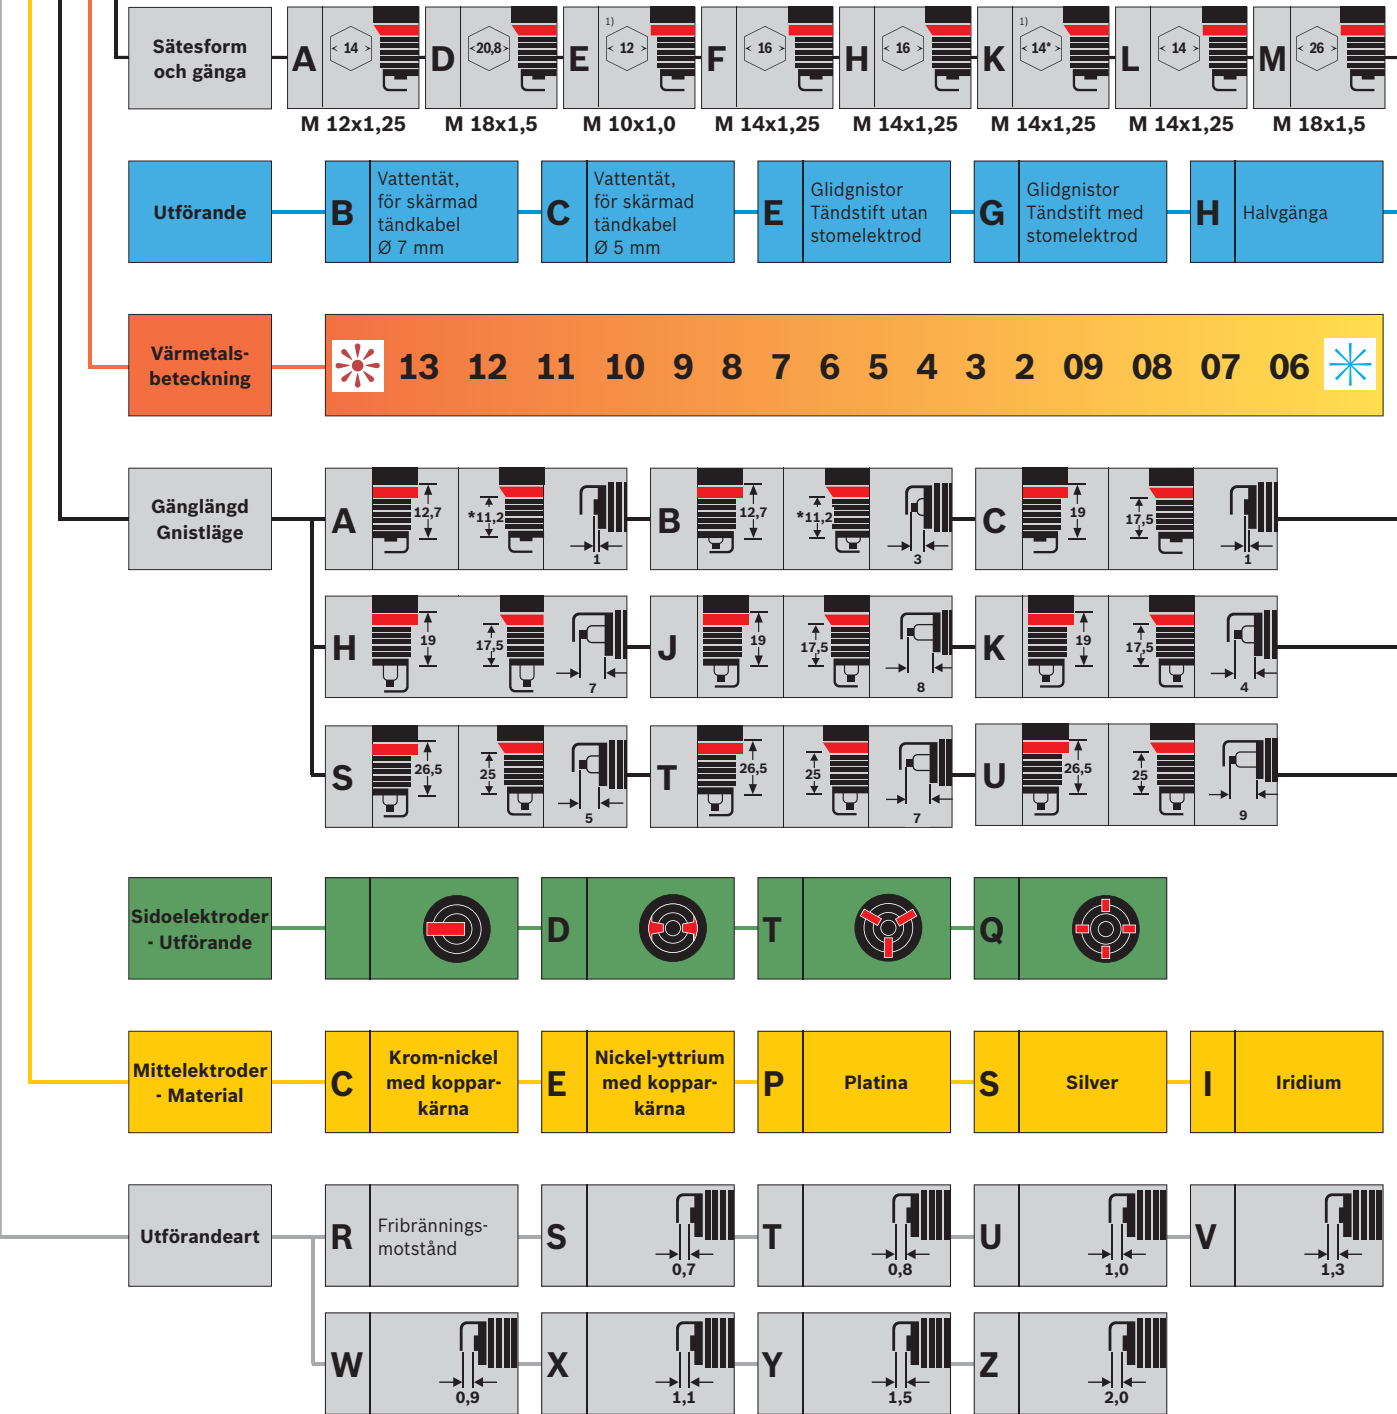 Sätesform
och gänga
A
< 14 >
D
< 20,8 >
E
1)
< 12 >
F
< 16 >
H
< 16 >
K
1)
< 14* >
L
< 14 >
M
< 26 >
M 12x1,25
M 18x1,5
M 10x1,0
M 14x1,25
M 14x1,25
M 14x1,25
M 14x1,25
M 18x1,5
Utförande
B
Vattentät,
för skärmad
tändkabel
Ø 7 mm
C
Vattentät,
för skärmad
tändkabel
Ø 5 mm
E
Glidgnistor
Tändstift utan
stomelektrod
G
Glidgnistor
Tändstift med
stomelektrod
H
Halvgänga
Värmetals-
beteckning
13 12 11 10 9 8 7 6 5 4 3 2 09 08 07 06
Gänglängd
Gnistläge
A
12,7
*11,2
1
B
12,7
*11,2
3
C
19
17,5
1
H
19
17,5
7
J
19
17,5
8
K
19
17,5
4
S
26,5
25
5
T
26,5
25
7
U
26,5
25
9
Sidoelektroder
- Utförande
D
T
Q
Mittelektroder
- Material
C
Krom-nickel
med koppar-
kärna
E
Nickel-yttrium
med koppar-
kärna
P
Platina
S
Silver
I
Iridium
Utförandeart
R
Fribrännings-
motstånd
S
0,7
T
0,8
U
1,0
V
1,3
W
0,9
X
1,1
Y
1,5
Z
2,0